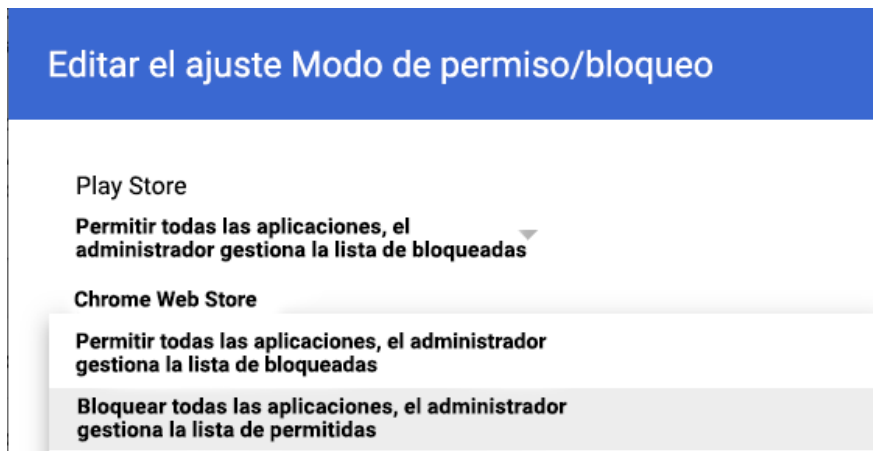 Editar el ajuste Modo de permiso/bloqueo
Play Store
Permitir todas las aplicaciones, el
administrador gestiona la lista de bloqueadas
Chrome Web Store
Permitir todas las aplicaciones, el administrador
gestiona la lista de bloqueadas
Bloquear todas las aplicaciones, el administrador
gestiona la lista de permitidas